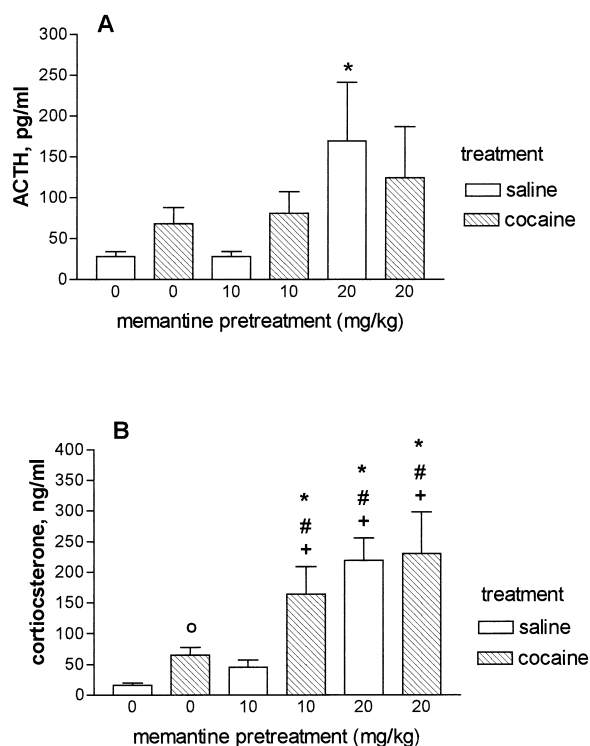 A
300
250
200
150
100
50
0
ACTH, pg/ml
*
0 0 10 10 20 20
memantine pretreatment (mg/kg)
treatment
saline
cocaine
B
400
350
300
250
200
150
100
50
0
cortiocsterone, ng/ml
o
*
#
+
*
#
+
*
#
+
0 0 10 10 20 20
memantine pretreatment (mg/kg)
treatment
saline
cocaine